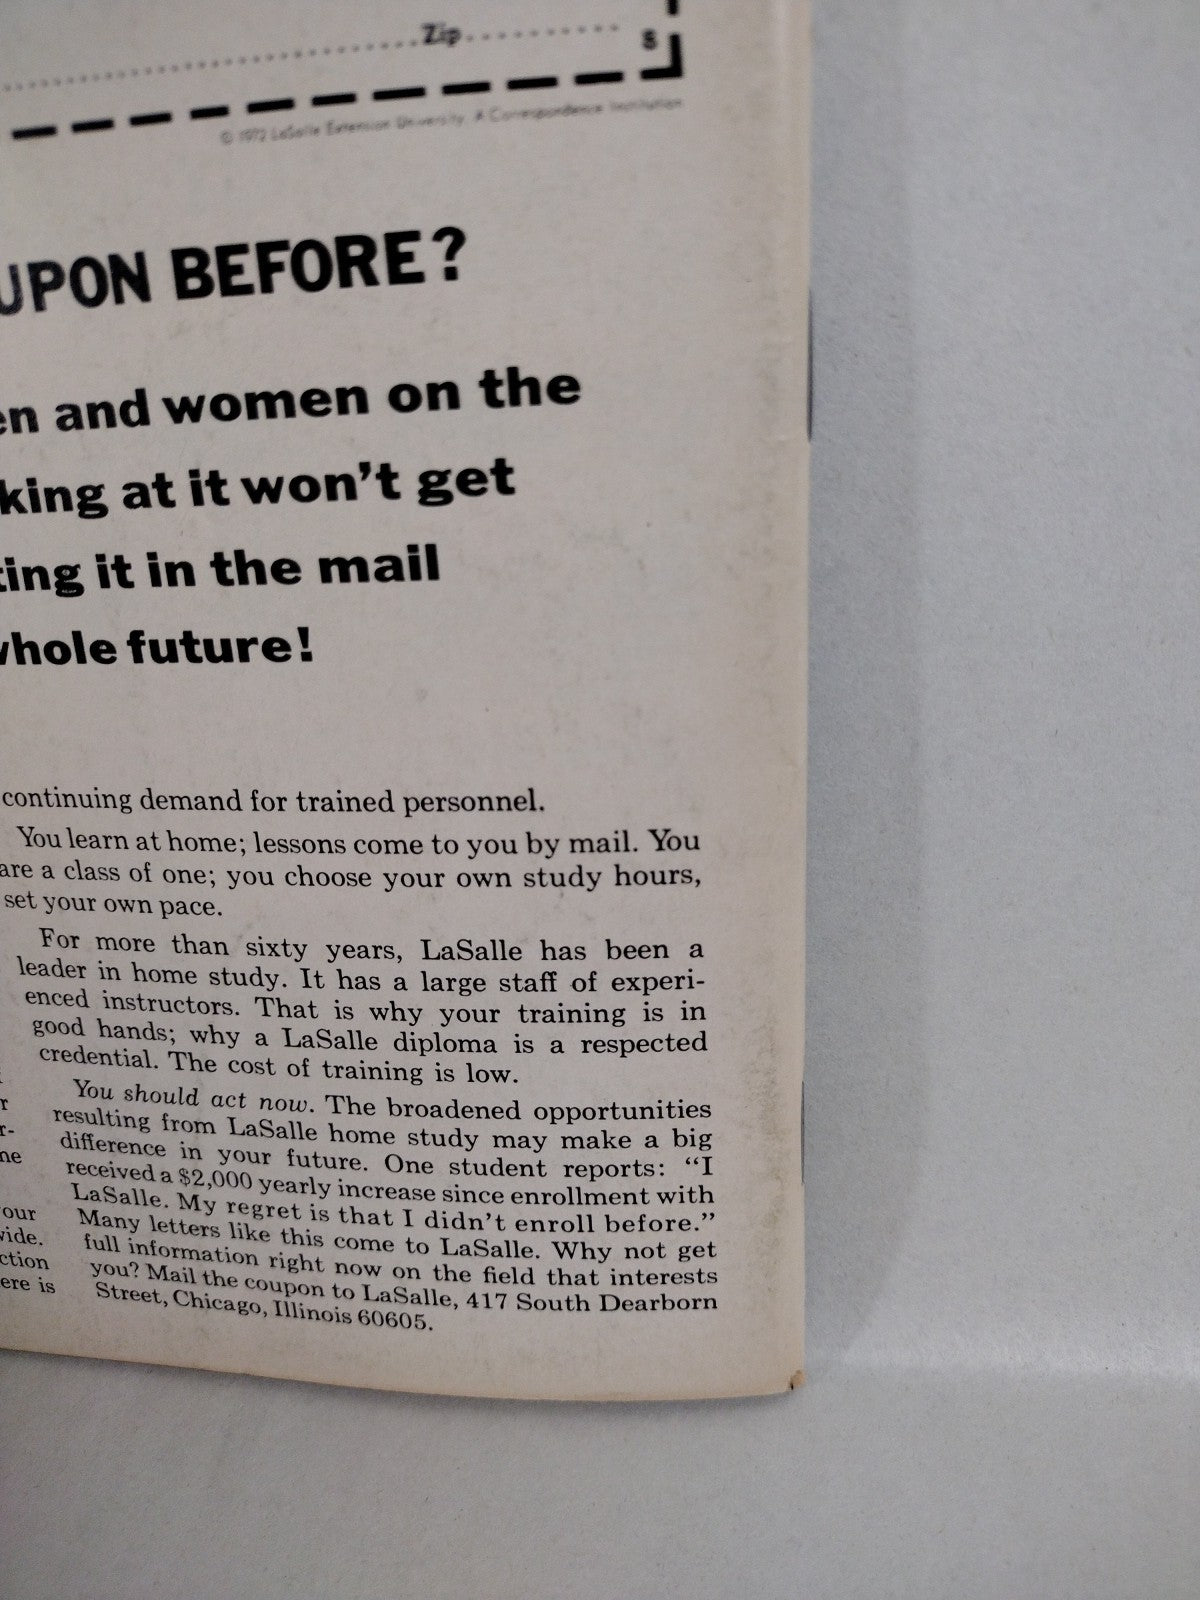 Zip
8
© 1972 LaSalle Extension University, A Correspondence Institution
UPON BEFORE?
en and women on the
king at it won't get
ting it in the mail
whole future!
continuing demand for trained personnel.
You learn at home; lessons come to you by mail. You
are a class of one; you choose your own study hours,
set your own pace.
For more than sixty years, LaSalle has been a
leader in home study. It has a large staff of experi-
enced instructors. That is why your training is in
good hands; why a LaSalle diploma is a respected
credential. The cost of training is low.
You should act now. The broadened opportunities
resulting from LaSalle home study may make a big
difference in your future. One student reports: “I
received a $2,000 yearly increase since enrollment with
LaSalle. My regret is that I didn't enroll before.”
Many letters like this come to LaSalle. Why not get
full information right now on the field that interests
you? Mail the coupon to LaSalle, 417 South Dearborn
Street, Chicago, Illinois 60605.
r
r-
ne
our
vide.
ction
ere is